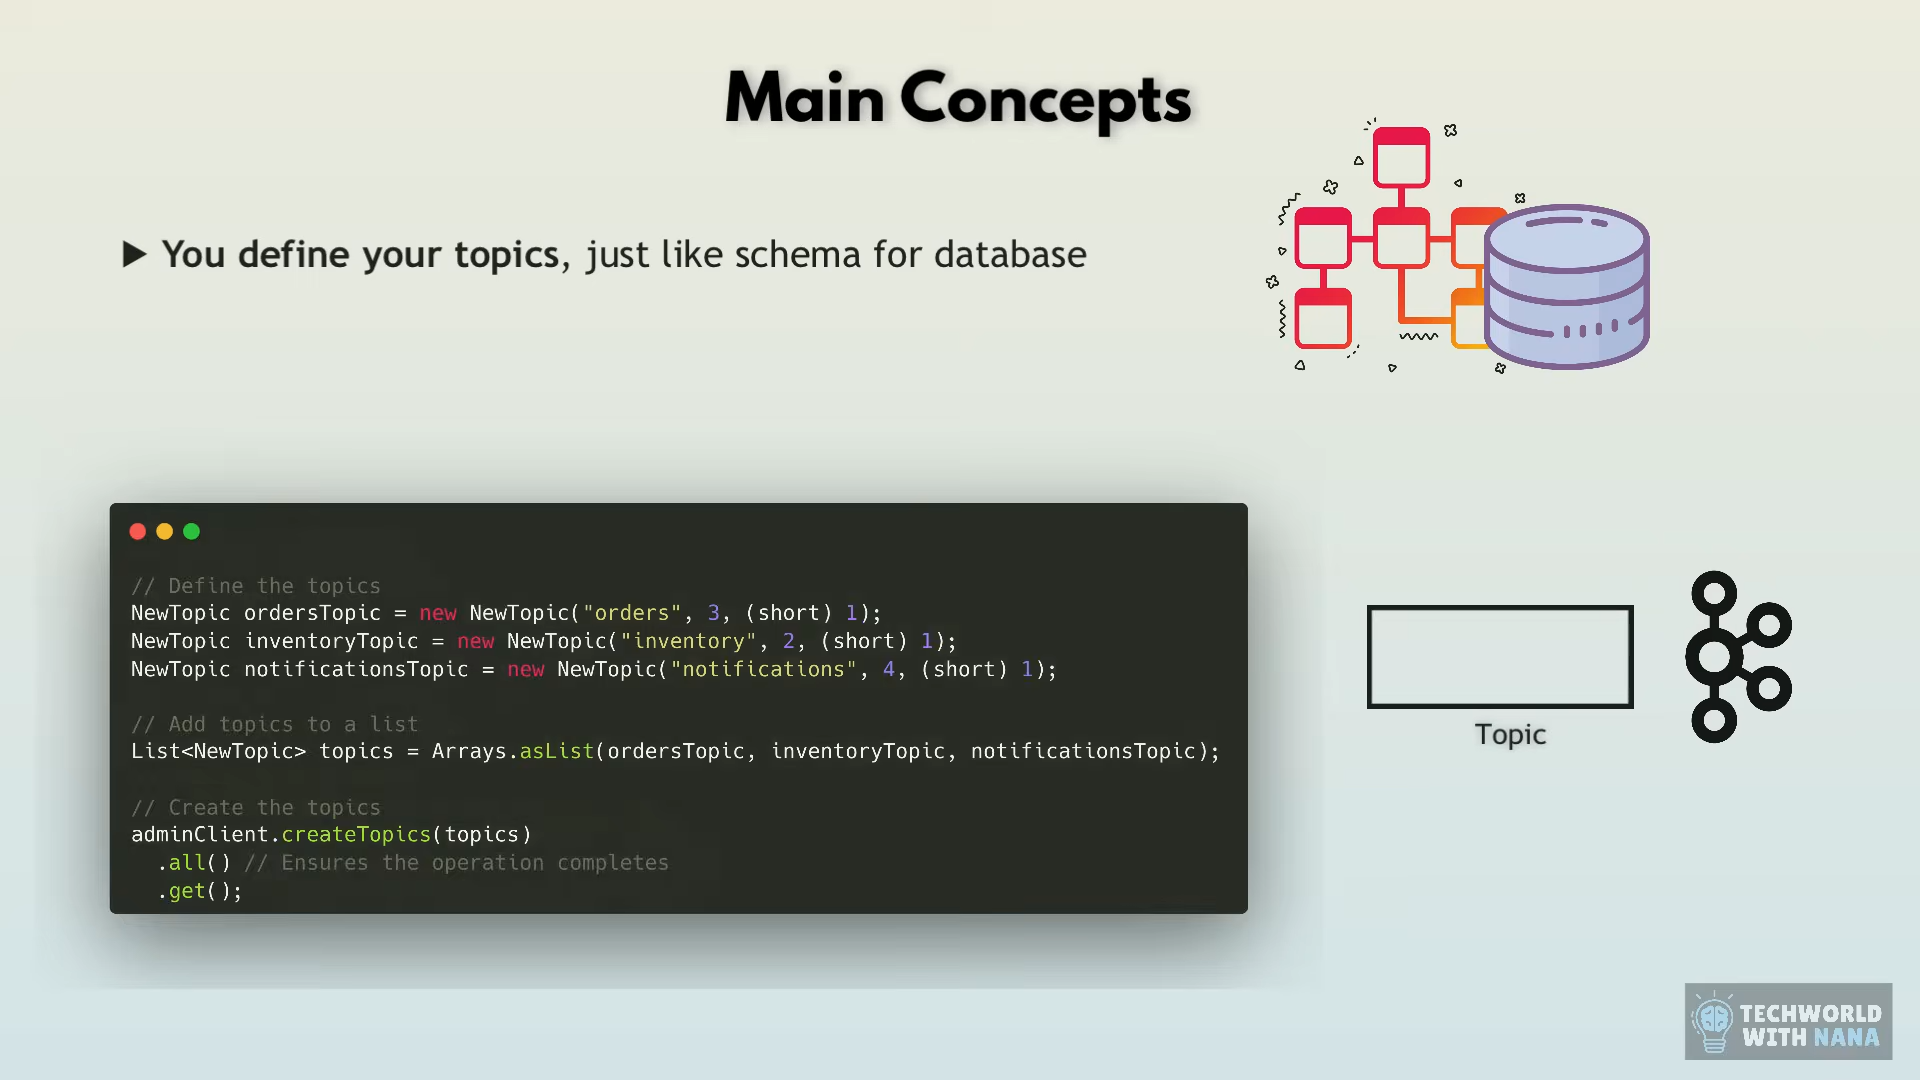 Main Concepts
▶ You define your topics, just like schema for database
// Define the topics
NewTopic ordersTopic = new NewTopic("orders", 3, (short) 1);
NewTopic inventoryTopic = new NewTopic("inventory", 2, (short) 1);
NewTopic notificationsTopic = new NewTopic("notifications", 4, (short) 1);
// Add topics to a list
List<NewTopic> topics = Arrays.asList(ordersTopic, inventoryTopic, notificationsTopic);
// Create the topics
adminClient.createTopics(topics)
  .all() // Ensures the operation completes
  .get();
Topic
TECHWORLD
WITH NANA